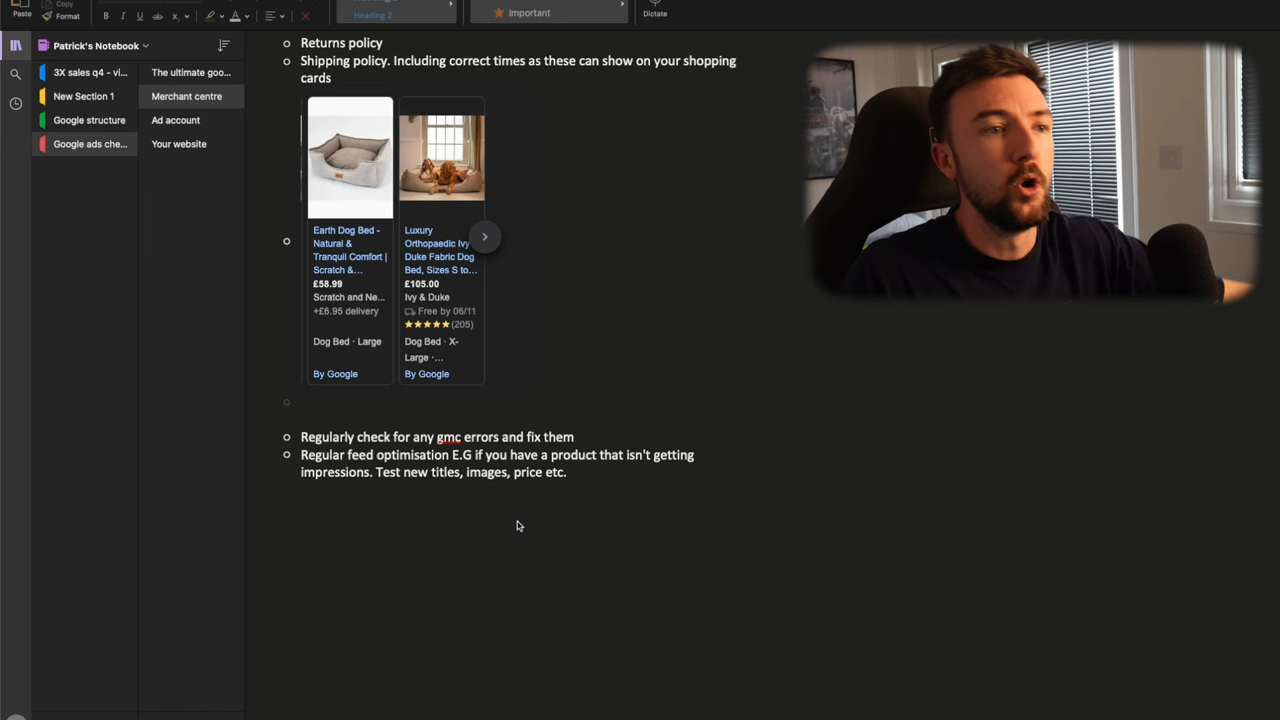 Copy
Paste
Format
B I U ab x
A
Heading 2
Important
Dictate
Patrick's Notebook
3X sales q4 - vi...
New Section 1
Google structure
Google ads che...
The ultimate goo...
Merchant centre
Ad account
Your website
Returns policy
Shipping policy. Including correct times as these can show on your shopping
cards
Earth Dog Bed -
Natural &
Tranquil Comfort |
Scratch &...
£58.99
Scratch and Ne...
+£6.95 delivery
Dog Bed · Large
By Google
Luxury
Orthopaedic Ivy
Duke Fabric Dog
Bed, Sizes S to...
£105.00
Ivy & Duke
Free by 06/11
(205)
Dog Bed · X-
Large · ...
By Google
Regularly check for any gmc errors and fix them
Regular feed optimisation E.G if you have a product that isn't getting
impressions. Test new titles, images, price etc.